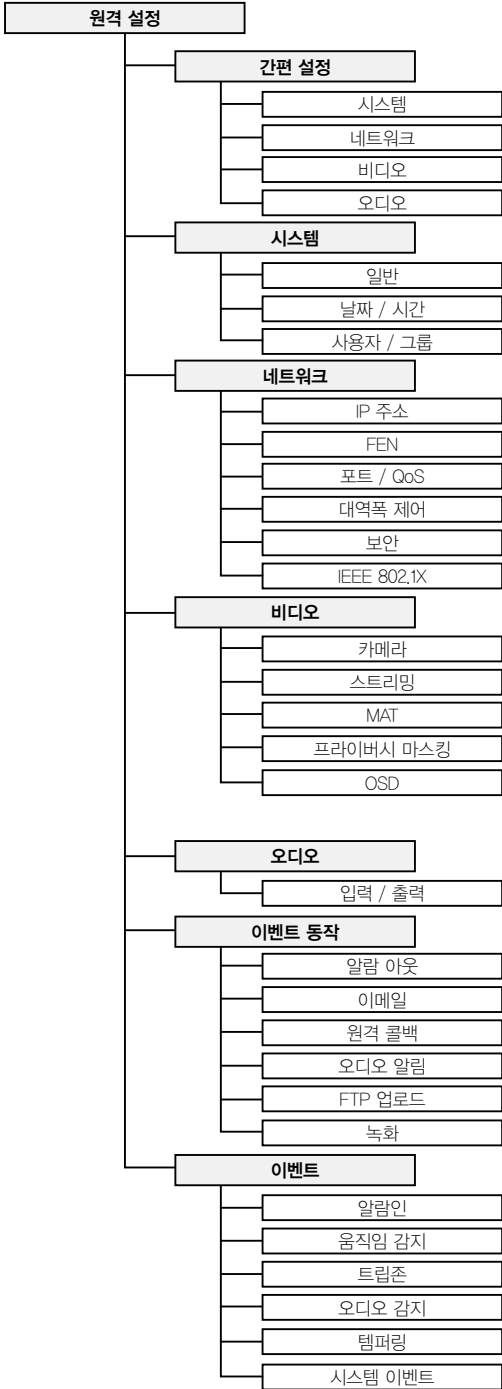 원격 설정
간편 설정
시스템
네트워크
비디오
오디오
시스템
일반
날짜 / 시간
사용자 / 그룹
네트워크
IP 주소
FEN
포트 / QoS
대역폭 제어
보안
IEEE 802.1X
비디오
카메라
스트리밍
MAT
프라이버시 마스킹
OSD
오디오
입력 / 출력
이벤트 동작
알람 아웃
이메일
원격 콜백
오디오 알림
FTP 업로드
녹화
이벤트
알람인
움직임 감지
트립존
오디오 감지
템퍼링
시스템 이벤트